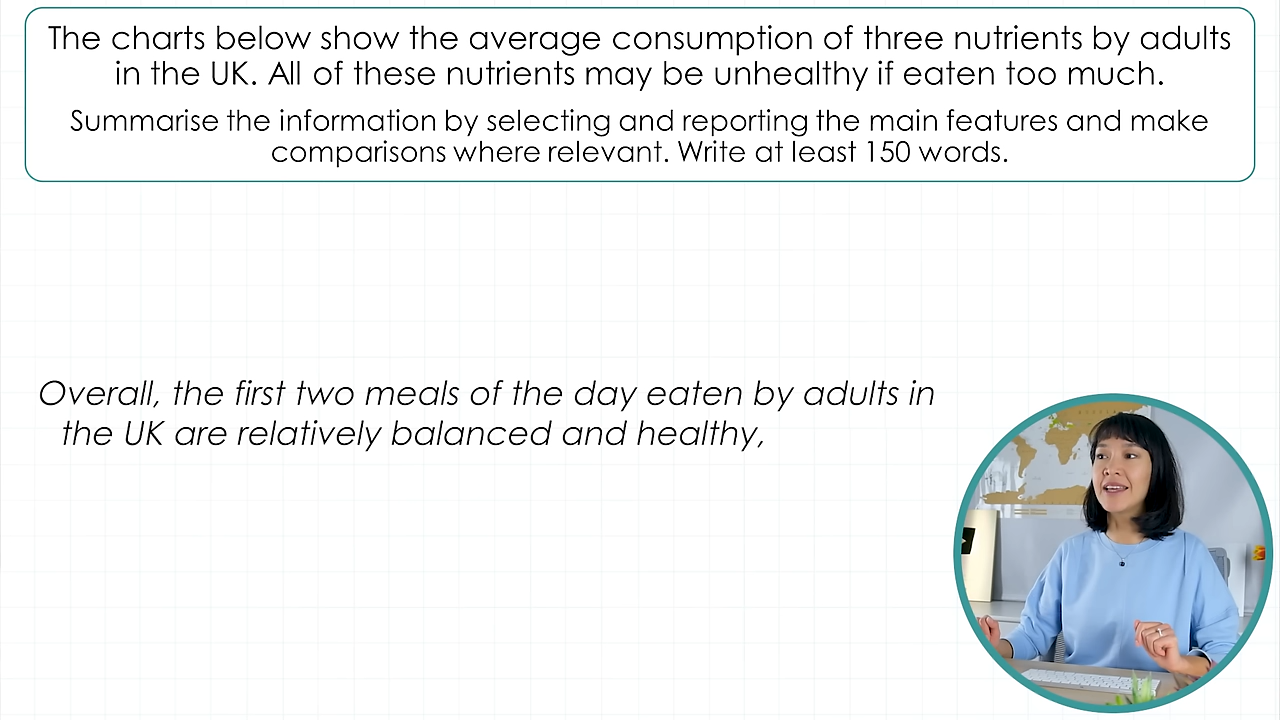 The charts below show the average consumption of three nutrients by adults
in the UK. All of these nutrients may be unhealthy if eaten too much.
Summarise the information by selecting and reporting the main features and make
comparisons where relevant. Write at least 150 words.
Overall, the first two meals of the day eaten by adults in
the UK are relatively balanced and healthy,